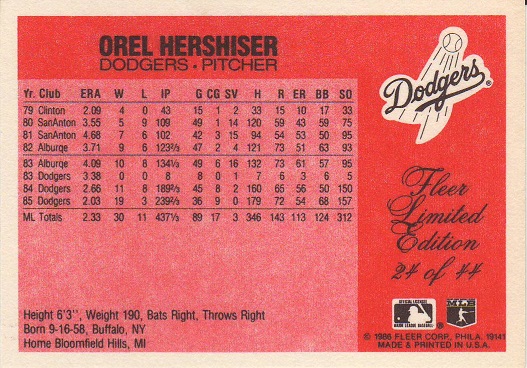 OREL HERSHISER
DODGERS • PITCHER
Dodgers®
Yr. Club ERA W L IP G CG SV H R ER BB SO
79 Clinton 2.09 4 0 43 15 1 2 33 15 10 17 33
80 SanAnton 3.55 5 9 109 49 1 14 120 59 43 59 75
81 SanAnton 4.68 7 6 102 42 3 15 94 54 53 50 95
82 Alburqe 3.71 9 6 123⅔ 47 2 4 121 73 51 63 93
83 Alburqe 4.09 10 8 134⅓ 49 6 16 132 73 61 57 95
83 Dodgers 3.38 0 0 8 8 0 1 7 6 3 6 5
84 Dodgers 2.66 11 8 189⅔ 45 8 2 160 65 56 50 150
85 Dodgers 2.03 19 3 239⅔ 36 9 0 179 72 54 68 157
ML Totals 2.33 30 11 437⅓ 89 17 3 346 143 113 124 312
Fleer
Limited
Edition
24 of 44
Height 6'3", Weight 190, Bats Right, Throws Right
Born 9-16-58, Buffalo, NY
Home Bloomfield Hills, MI
OFFICIAL LICENSEE
MAJOR LEAGUE BASEBALL
MLB
© 1986 FLEER CORP., PHILA. 19141
MADE & PRINTED IN U.S.A.